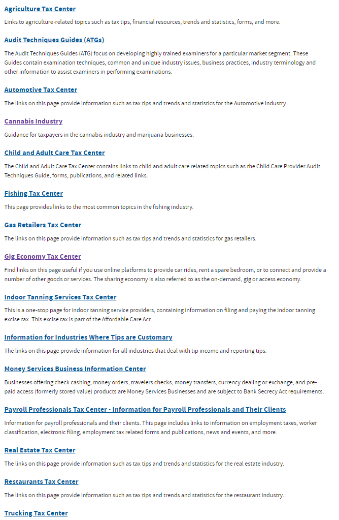 Agriculture Tax Center
Links to agriculture-related topics such as tax tips, financial resources, trends and statistics, forms, and more.
Audit Techniques Guides (ATGs)
The Audit Techniques Guides (ATG) focus on developing highly trained examiners for a particular market segment. These
Guides contain examination techniques, common and unique industry issues, business practices, industry terminology and
other information to assist examiners in performing examinations.
Automotive Tax Center
The links on this page provide information such as tax tips and trends and statistics for the Automotive Industry.
Cannabis Industry
Guidance for taxpayers in the cannabis industry and marijuana businesses.
Child and Adult Care Tax Center
The Child and Adult Care Tax Center contains links to child and adult care related topics such as the Child Care Provider Audit
Techniques Guide, forms, publications, and related links.
Fishing Tax Center
This page provides links to the most common topics in the fishing industry.
Gas Retailers Tax Center
The links on this page provide information such as tax tips and trends and statistics for gas retailers.
Gig Economy Tax Center
Find links on this page useful if you use online platforms to provide car rides, rent a spare bedroom, or to connect and provide a
number of other goods or services. The sharing economy is also referred to as the on-demand, gig or access economy.
Indoor Tanning Services Tax Center
This is a one-stop page for indoor tanning service providers, containing information on filing and paying the indoor tanning
excise tax. This excise tax is part of the Affordable Care Act.
Information for Industries Where Tips are Customary
The links on this page provide information for all industries that deal with tip income and reporting tips.
Money Services Business Information Center
Businesses offering check cashing, money orders, travelers checks, money transfers, currency dealing or exchange, and pre-
paid access (formerly stored value) products are Money Services Businesses and are subject to Bank Secrecy Act requirements.
Payroll Professionals Tax Center - Information for Payroll Professionals and Their Clients
Information for payroll professionals and their clients. This page includes links to information on employment taxes, worker
classification, electronic filing, employment tax related forms and publications, news and events, and more.
Real Estate Tax Center
The links on this page provide information such as tax tips and trends and statistics for the real estate industry.
Restaurants Tax Center
The links on this page provide information such as tax tips and trends and statistics for the restaurant industry.
Trucking Tax Center